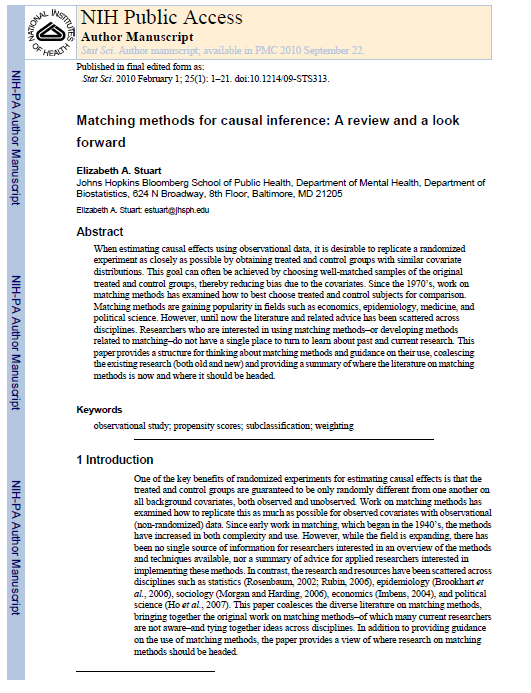 NATIONAL INSTITUTES
OF HEALTH
NIH Public Access
Author Manuscript
Stat Sci. Author manuscript; available in PMC 2010 September 22.
Published in final edited form as:
Stat Sci. 2010 February 1; 25(1): 1–21. doi:10.1214/09-STS313.
Matching methods for causal inference: A review and a look
forward
Elizabeth A. Stuart
Johns Hopkins Bloomberg School of Public Health, Department of Mental Health, Department of
Biostatistics, 624 N Broadway, 8th Floor, Baltimore, MD 21205
Elizabeth A. Stuart: estuart@jhsph.edu
Abstract
When estimating causal effects using observational data, it is desirable to replicate a randomized
experiment as closely as possible by obtaining treated and control groups with similar covariate
distributions. This goal can often be achieved by choosing well-matched samples of the original
treated and control groups, thereby reducing bias due to the covariates. Since the 1970’s, work on
matching methods has examined how to best choose treated and control subjects for comparison.
Matching methods are gaining popularity in fields such as economics, epidemiology, medicine, and
political science. However, until now the literature and related advice has been scattered across
disciplines. Researchers who are interested in using matching methods–or developing methods
related to matching–do not have a single place to turn to learn about past and current research. This
paper provides a structure for thinking about matching methods and guidance on their use, coalescing
the existing research (both old and new) and providing a summary of where the literature on matching
methods is now and where it should be headed.
Keywords
observational study; propensity scores; subclassification; weighting
1 Introduction
One of the key benefits of randomized experiments for estimating causal effects is that the
treated and control groups are guaranteed to be only randomly different from one another on
all background covariates, both observed and unobserved. Work on matching methods has
examined how to replicate this as much as possible for observed covariates with observational
(non-randomized) data. Since early work in matching, which began in the 1940’s, the methods
have increased in both complexity and use. However, while the field is expanding, there has
been no single source of information for researchers interested in an overview of the methods
and techniques available, nor a summary of advice for applied researchers interested in
implementing these methods. In contrast, the research and resources have been scattered across
disciplines such as statistics (Rosenbaum, 2002; Rubin, 2006), epidemiology (Brookhart et
al., 2006), sociology (Morgan and Harding, 2006), economics (Imbens, 2004), and political
science (Ho et al., 2007). This paper coalesces the diverse literature on matching methods,
bringing together the original work on matching methods–of which many current researchers
are not aware–and tying together ideas across disciplines. In addition to providing guidance
on the use of matching methods, the paper provides a view of where research on matching
methods should be headed.
NIH-PA Author Manuscript
NIH-PA Author Manuscript
NIH-PA Author Manuscript